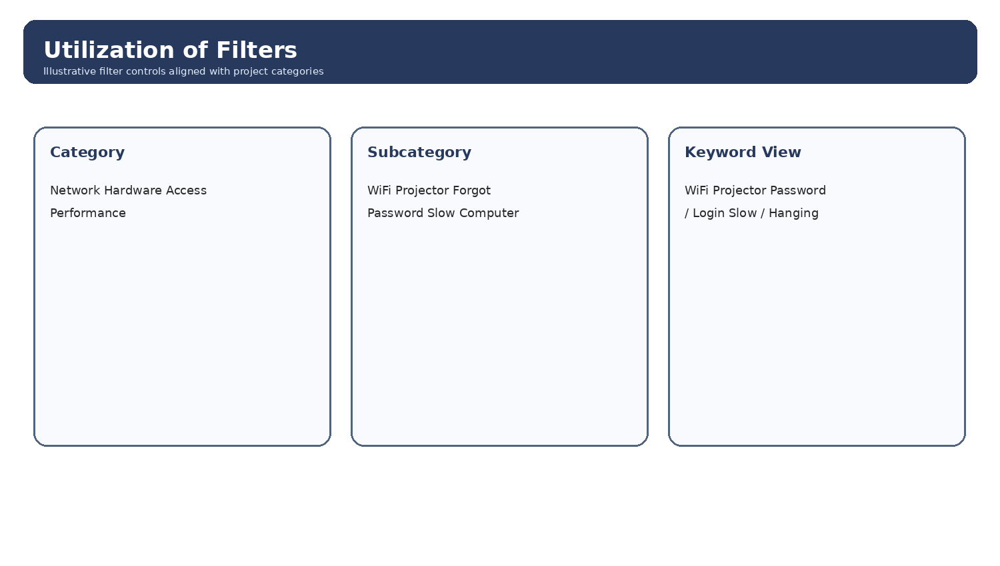 Utilization of Filters
Illustrative filter controls aligned with project categories
Category
Network Hardware Access
Performance
Subcategory
WiFi Projector Forgot
Password Slow Computer
Keyword View
WiFi Projector Password
/ Login Slow / Hanging